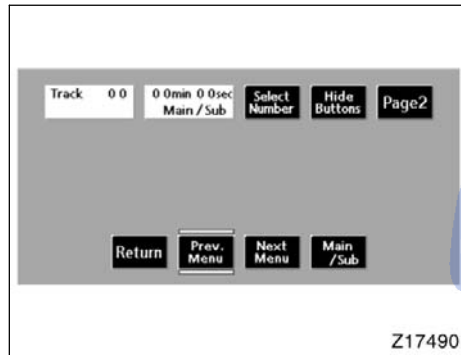 Track 0 0
0 0min 0 0sec
Main / Sub
Select
Number
Hide
Buttons
Page2
Return
Prev.
Menu
Next
Menu
Main
/Sub
Z17490